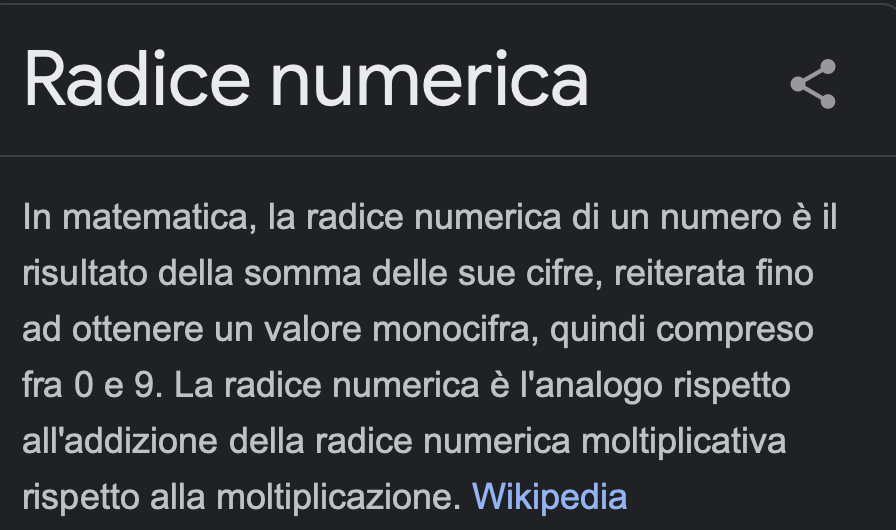 Radice numerica
In matematica, la radice numerica di un numero è il
risultato della somma delle sue cifre, reiterata fino
ad ottenere un valore monocifra, quindi compreso
fra 0 e 9. La radice numerica è l'analogo rispetto
all'addizione della radice numerica moltiplicativa
rispetto alla moltiplicazione. Wikipedia